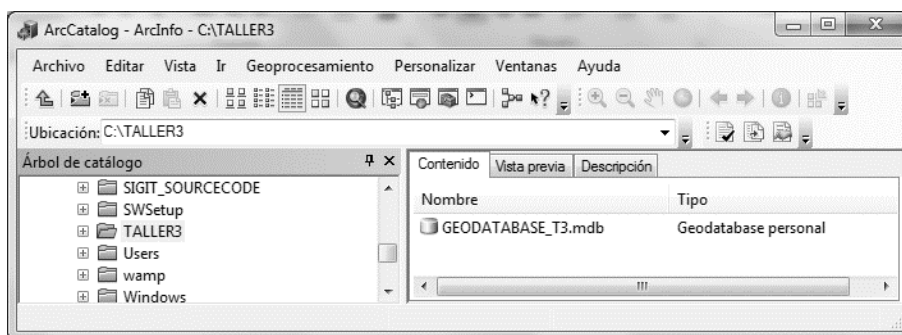 ArcCatalog - ArcInfo - C:\TALLER3
Archivo Editar Vista Ir Geoprocesamiento Personalizar Ventanas Ayuda
Ubicación: C:\TALLER3
Árbol de catálogo
SIGIT_SOURCECODE
SWSetup
TALLER3
Users
wamp
Windows
Contenido Vista previa Descripción
Nombre Tipo
GEODATABASE_T3.mdb Geodatabase personal